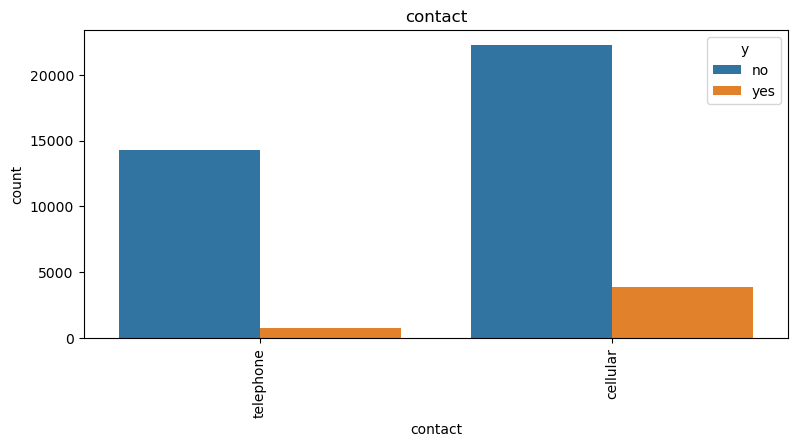 contact
y
no
yes
20000
15000
10000
5000
0
count
telephone
cellular
contact